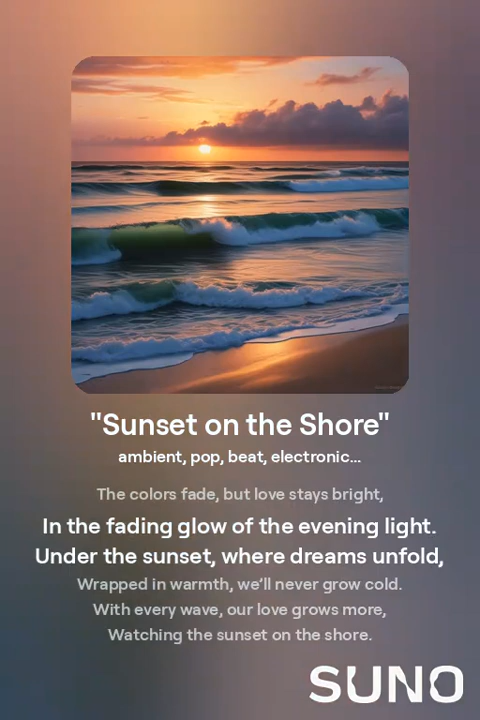 "Sunset on the Shore"
ambient, pop, beat, electronic...
The colors fade, but love stays bright,
In the fading glow of the evening light.
Under the sunset, where dreams unfold,
Wrapped in warmth, we'll never grow cold.
With every wave, our love grows more,
Watching the sunset on the shore.
SUNO